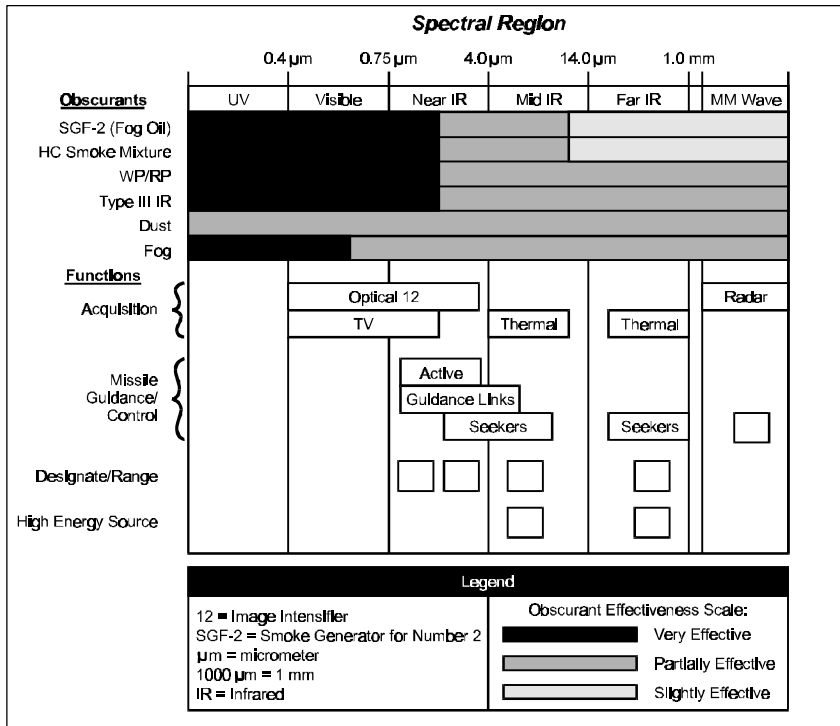 Spectral Region
0.4 µm 0.75 µm 4.0 µm 14.0 µm 1.0 mm
Obscurants UV Visible Near IR Mid IR Far IR MM Wave
SGF-2 (Fog Oil)
HC Smoke Mixture
WP/RP
Type III IR
Dust
Fog
Functions
Acquisition
Optical 12 Radar
TV Thermal Thermal
Missile
Guidance/
Control
Active
Guidance Links
Seekers Seekers
Designate/Range
High Energy Source
Legend
12 = Image Intensifier
SGF-2 = Smoke Generator for Number 2
µm = micrometer
1000 µm = 1 mm
IR = Infrared
Obscurant Effectiveness Scale:
Very Effective
Partially Effective
Slightly Effective